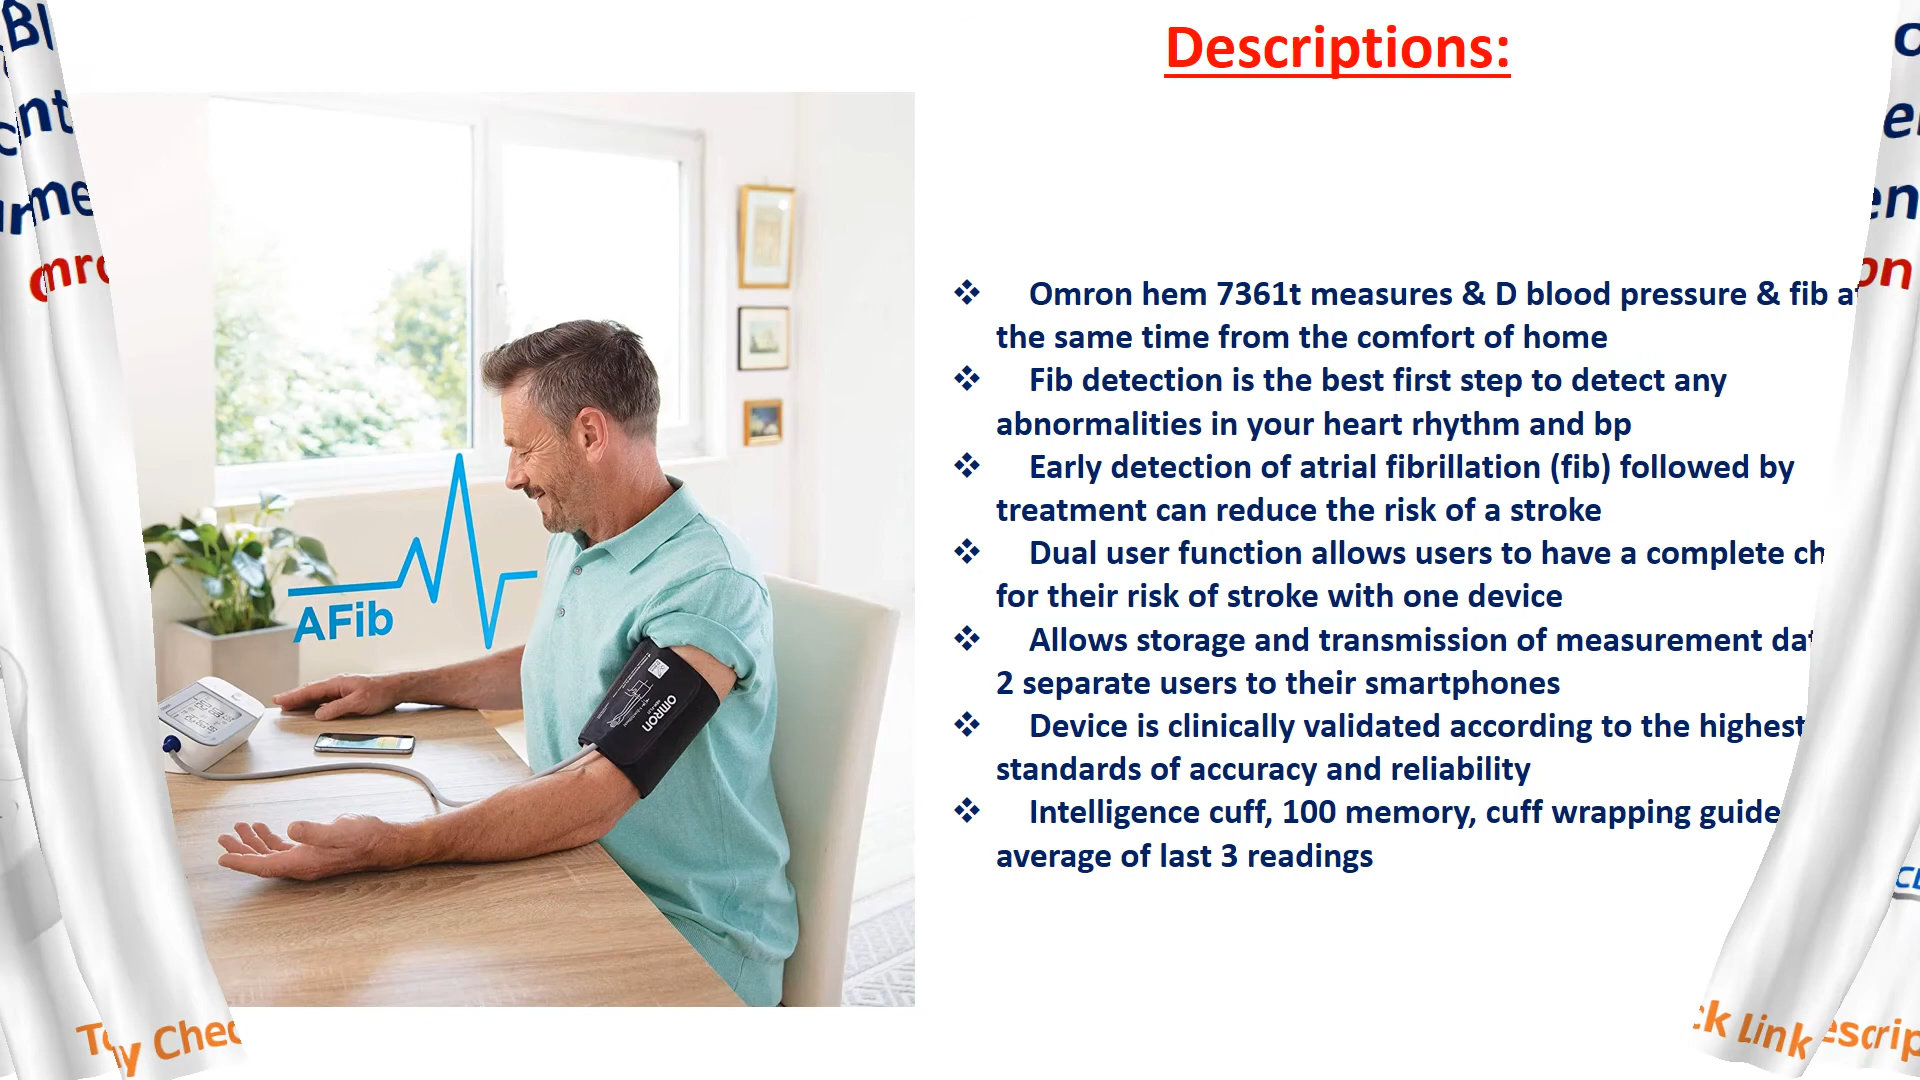 Descriptions:
❖ Omron hem 7361t measures & D blood pressure & fib at
the same time from the comfort of home
❖ Fib detection is the best first step to detect any
abnormalities in your heart rhythm and bp
❖ Early detection of atrial fibrillation (fib) followed by
treatment can reduce the risk of a stroke
❖ Dual user function allows users to have a complete ch
for their risk of stroke with one device
❖ Allows storage and transmission of measurement dat
2 separate users to their smartphones
❖ Device is clinically validated according to the highest
standards of accuracy and reliability
❖ Intelligence cuff, 100 memory, cuff wrapping guide
average of last 3 readings
AFib
OMRON
Link